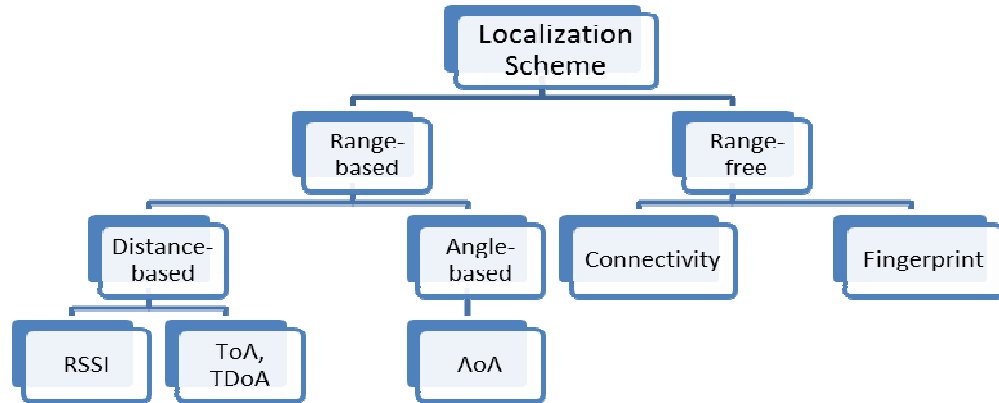 Localization
Scheme
Range-
based
Range-
free
Distance-
based
Angle-
based
Connectivity
Fingerprint
RSSI
ToA,
TDoA
AoA